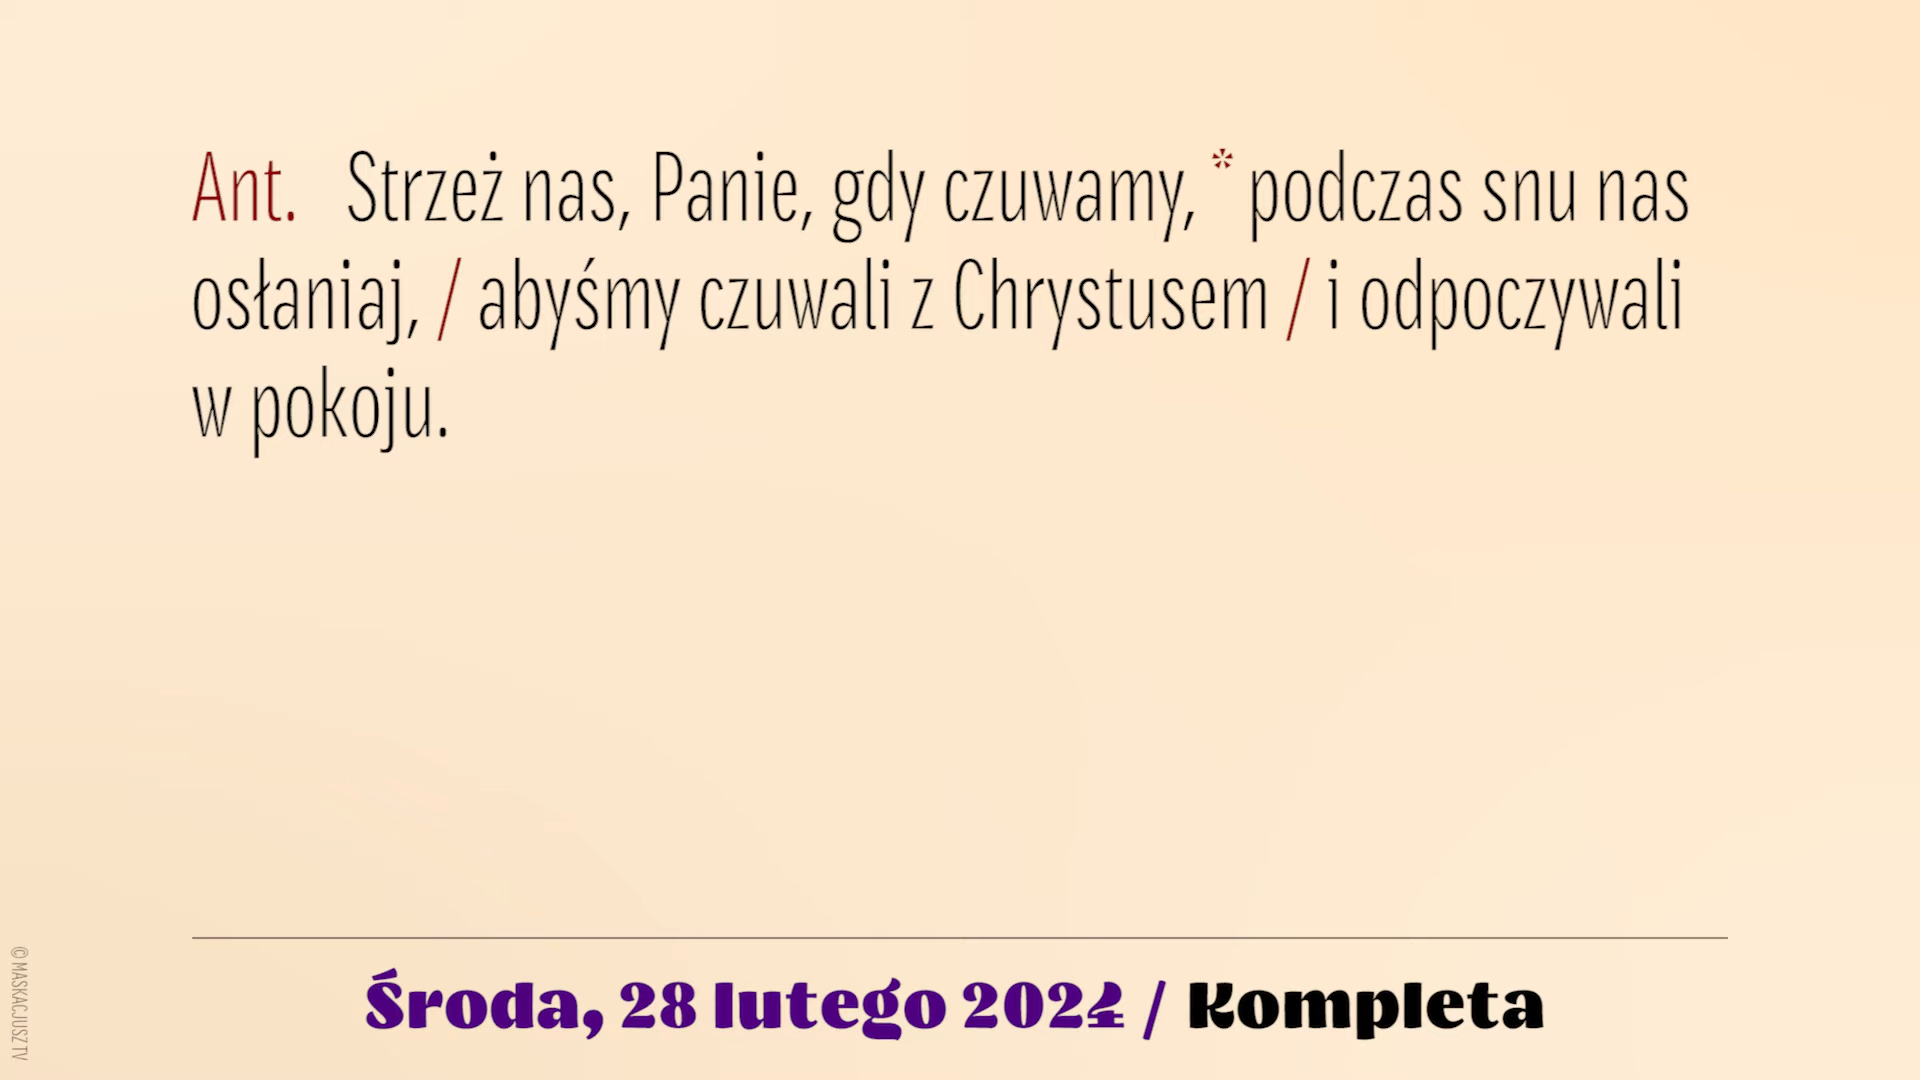 Ant. Strzeż nas, Panie, gdy czuwamy, * podczas snu nas
osłaniaj, / abyśmy czuwali z Chrystusem / i odpoczywali
w pokoju.
Środa, 28 lutego 2024 / Kompleta
© MASKACJUSZ TV